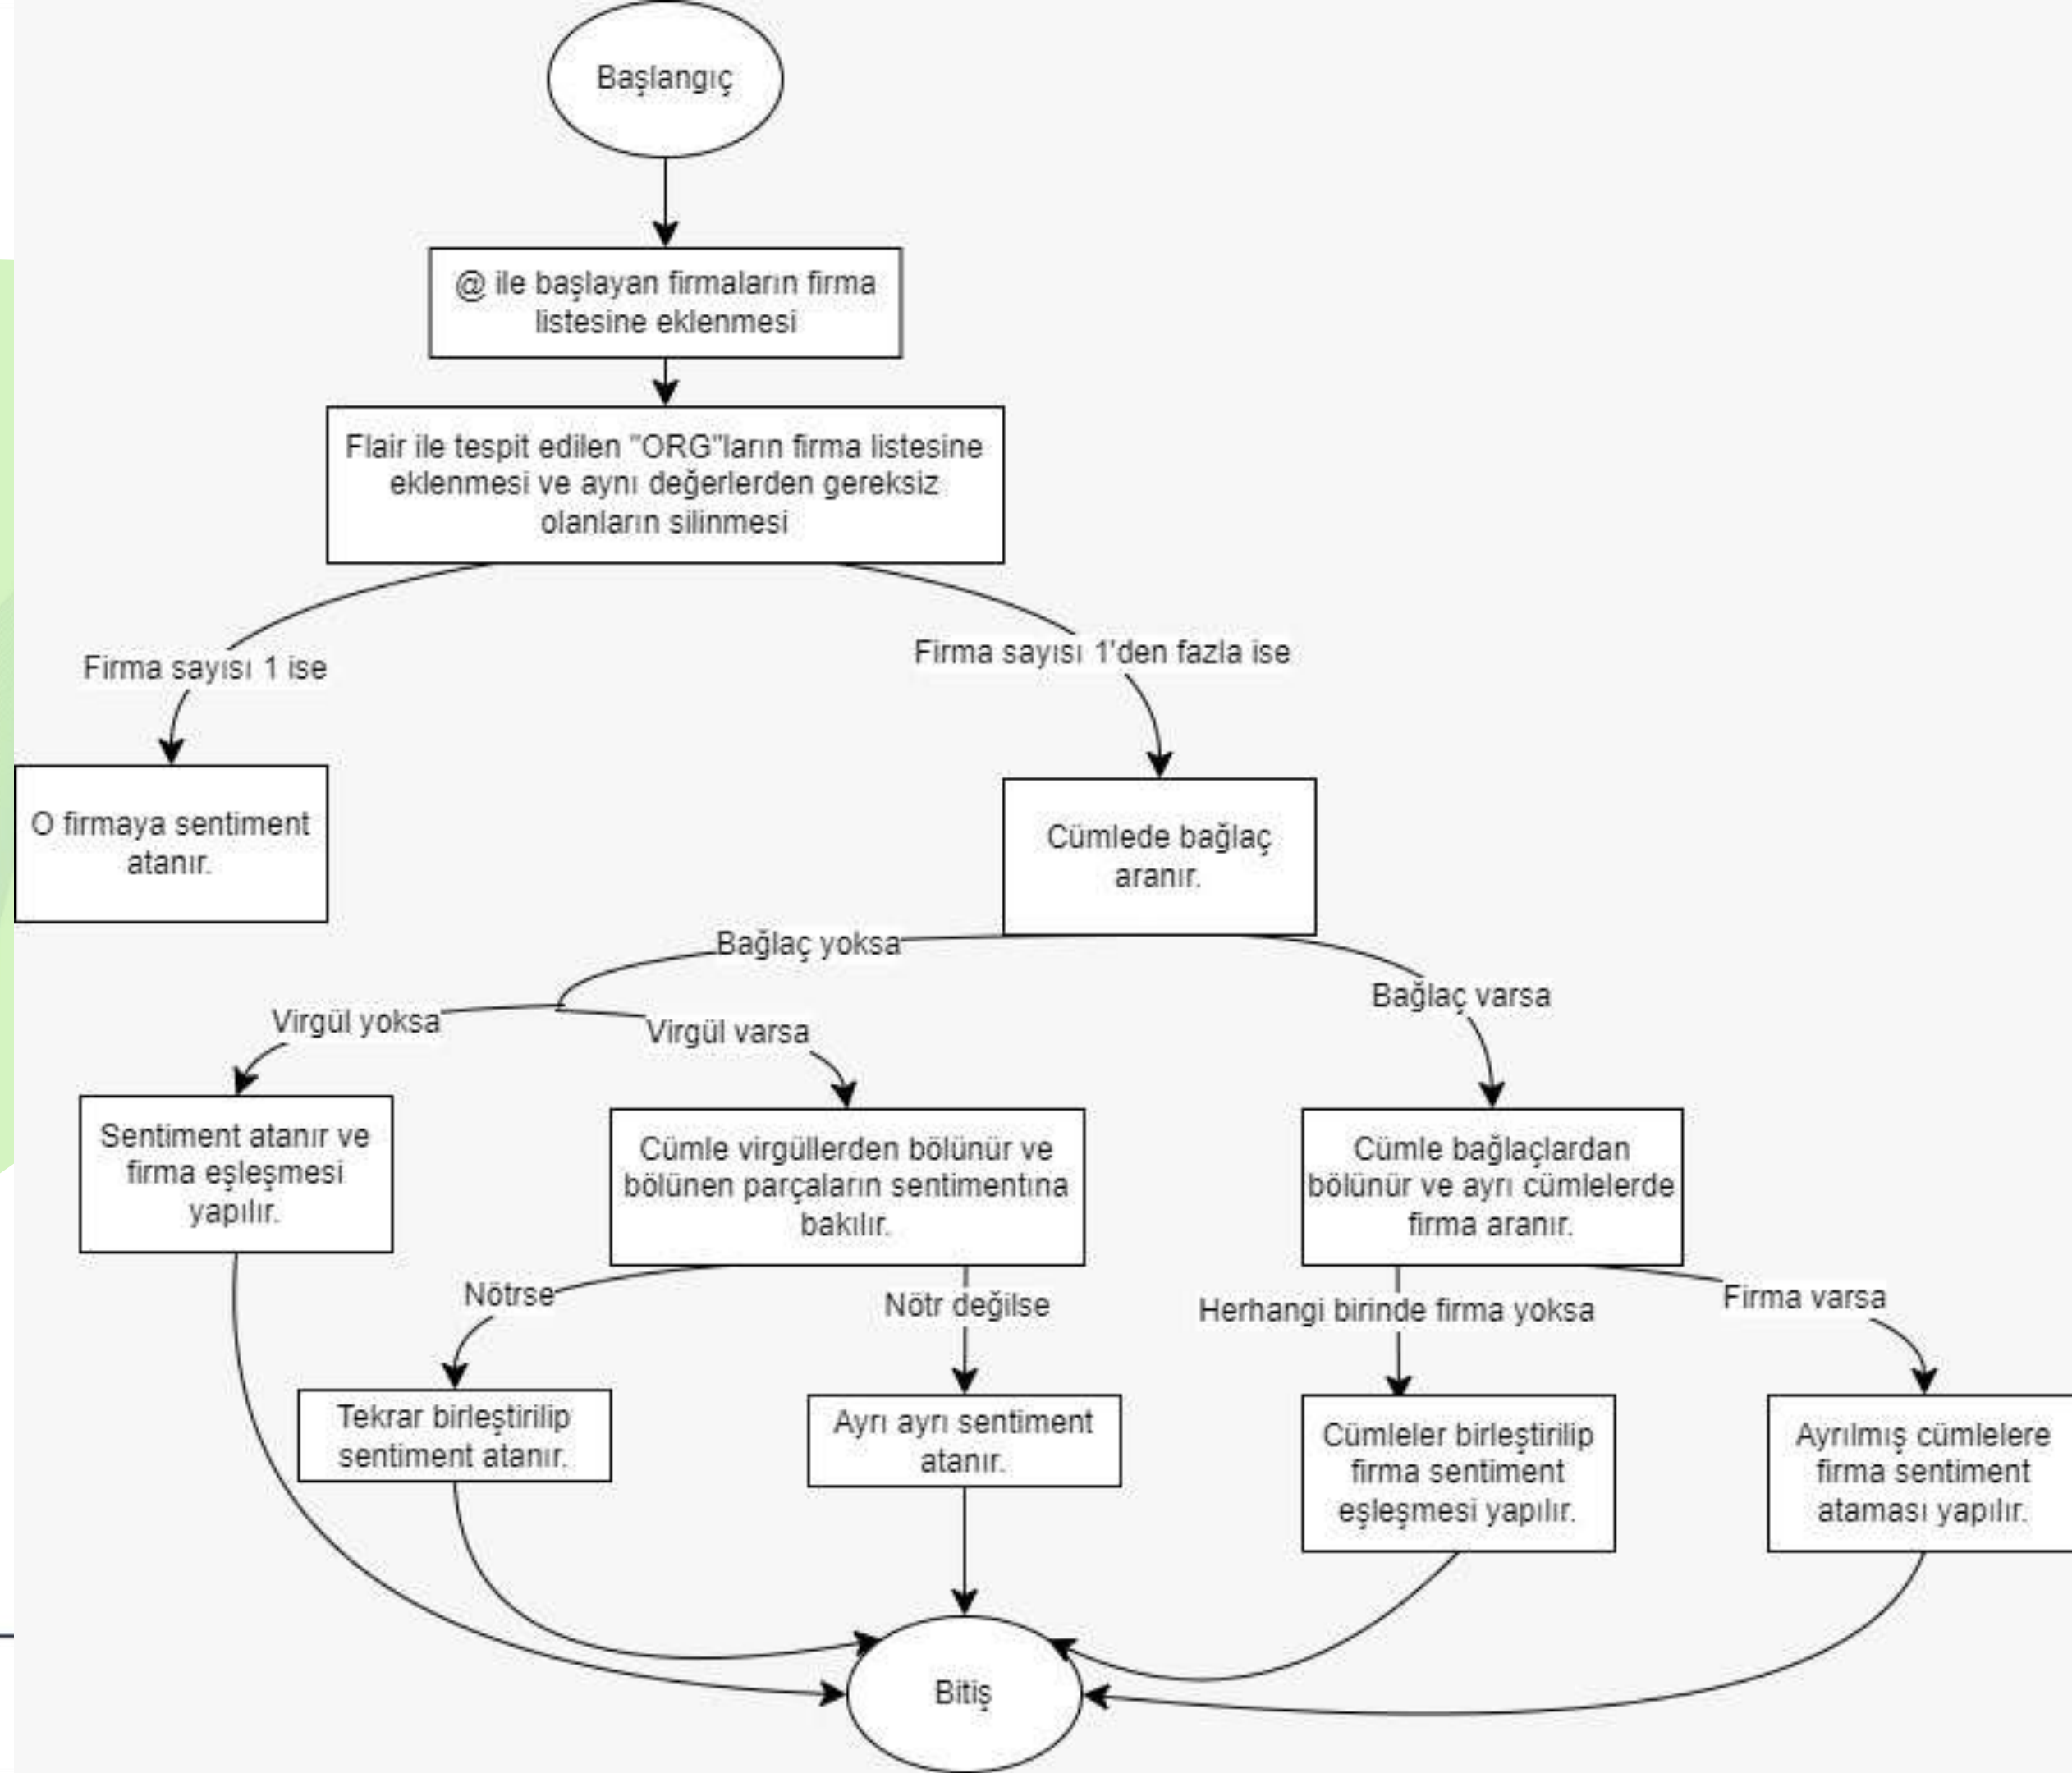 Başlangıç
@ ile başlayan firmaların firma
listesine eklenmesi
Flair ile tespit edilen "ORG"ların firma listesine
eklenmesi ve aynı değerlerden gereksiz
olanların silinmesi
Firma sayısı 1 ise
Firma sayısı 1'den fazla ise
O firmaya sentiment
atanır.
Cümlede bağlaç
aranır.
Bağlaç yoksa
Bağlaç varsa
Virgül yoksa
Virgül varsa
Sentiment atanır ve
firma eşleşmesi
yapılır.
Cümle virgüllerden bölünür ve
bölünen parçaların sentimentına
bakılır.
Cümle bağlaçlardan
bölünür ve ayrı cümlelerde
firma aranır.
Nötrse
Nötr değilse
Herhangi birinde firma yoksa
Firma varsa
Tekrar birleştirilip
sentiment atanır.
Ayrı ayrı sentiment
atanır.
Cümleler birleştirilip
firma sentiment
eşleşmesi yapılır.
Ayrılmış cümlelere
firma sentiment
ataması yapılır.
Bitiş